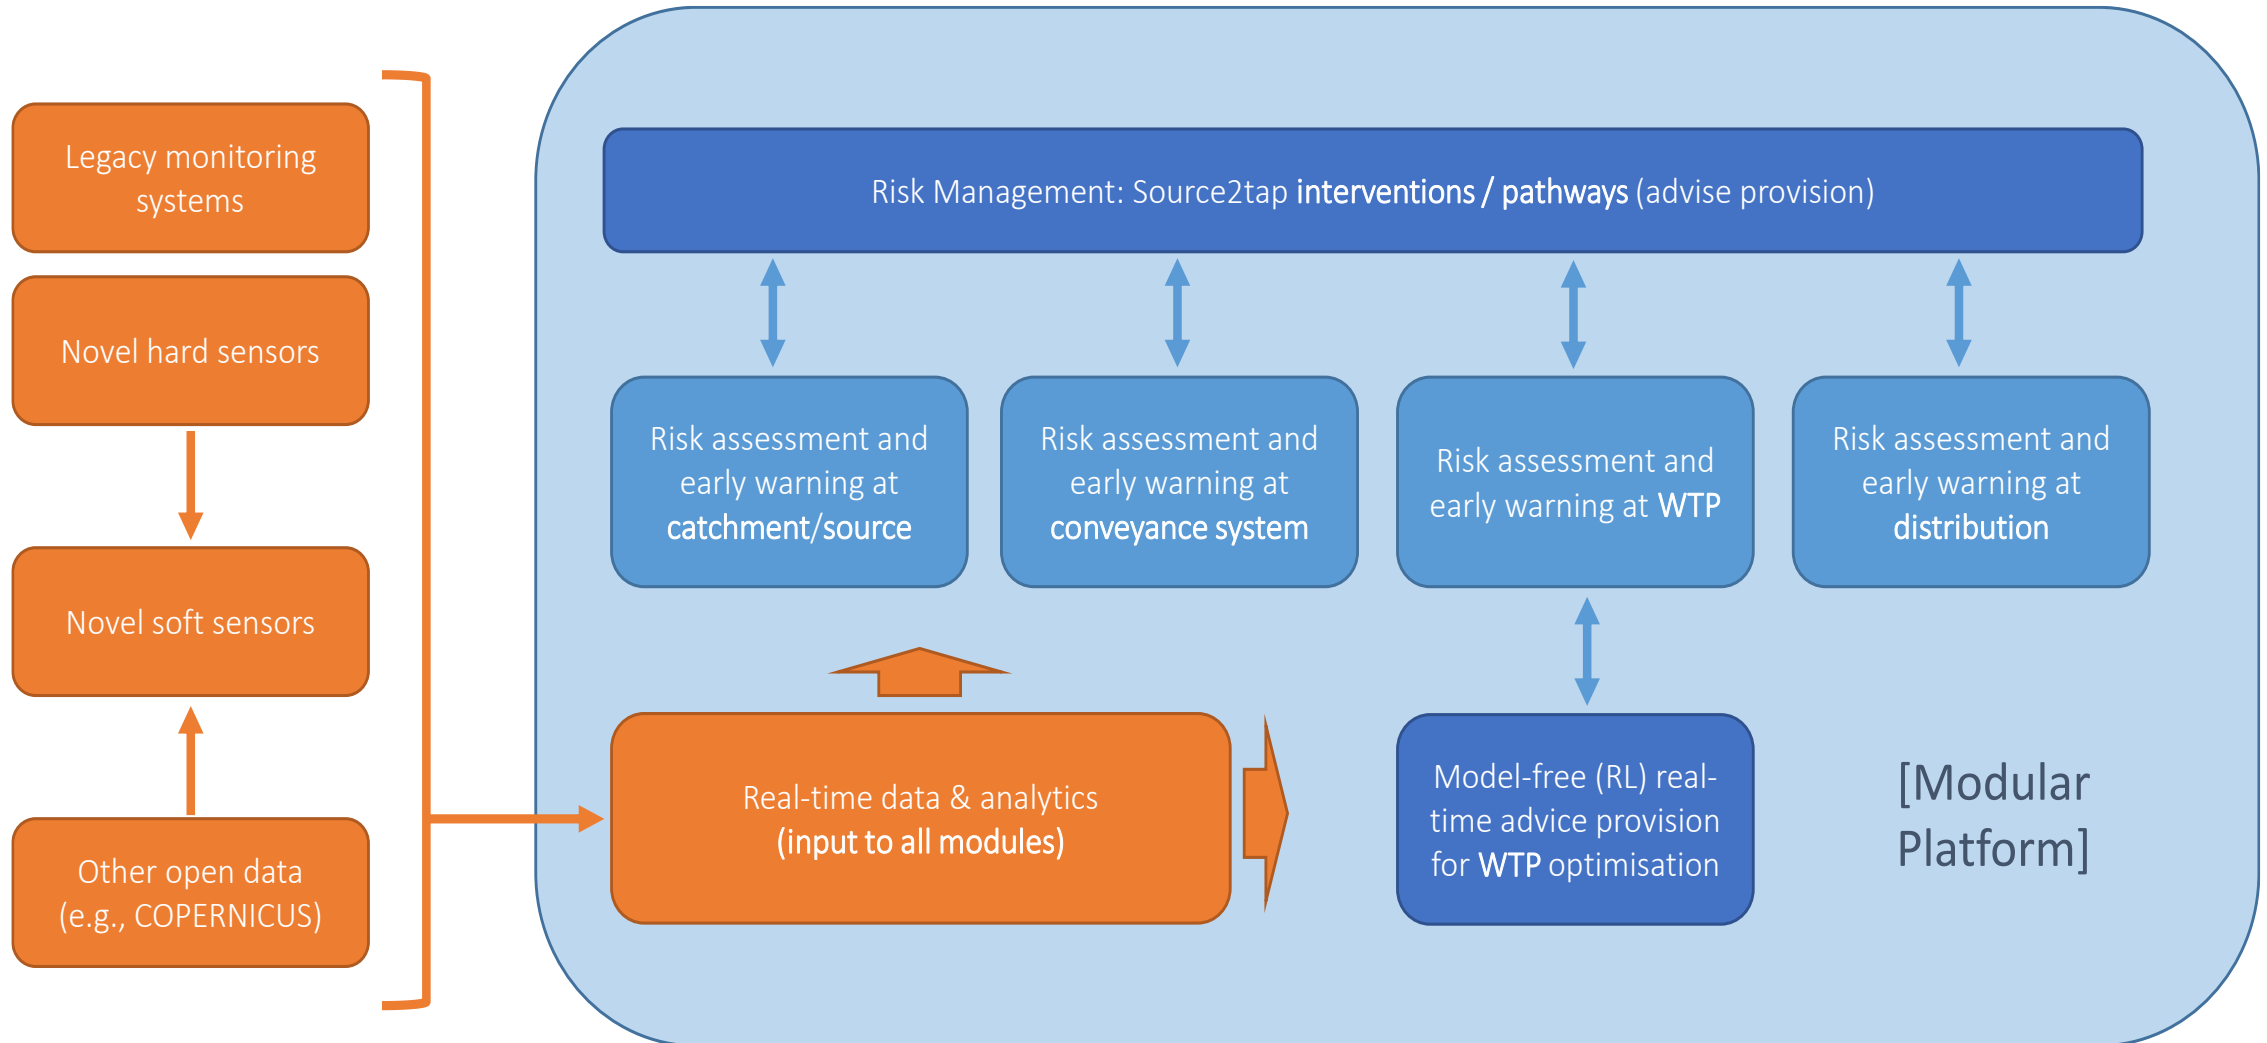 Legacy monitoring
systems
Novel hard sensors
Novel soft sensors
Other open data
(e.g., COPERNICUS)
Risk Management: Source2tap interventions / pathways (advise provision)
Risk assessment and
early warning at
catchment/source
Risk assessment and
early warning at
conveyance system
Risk assessment and
early warning at WTP
Risk assessment and
early warning at
distribution
Real-time data & analytics
(input to all modules)
Model-free (RL) real-
time advice provision
for WTP optimisation
[Modular
Platform]